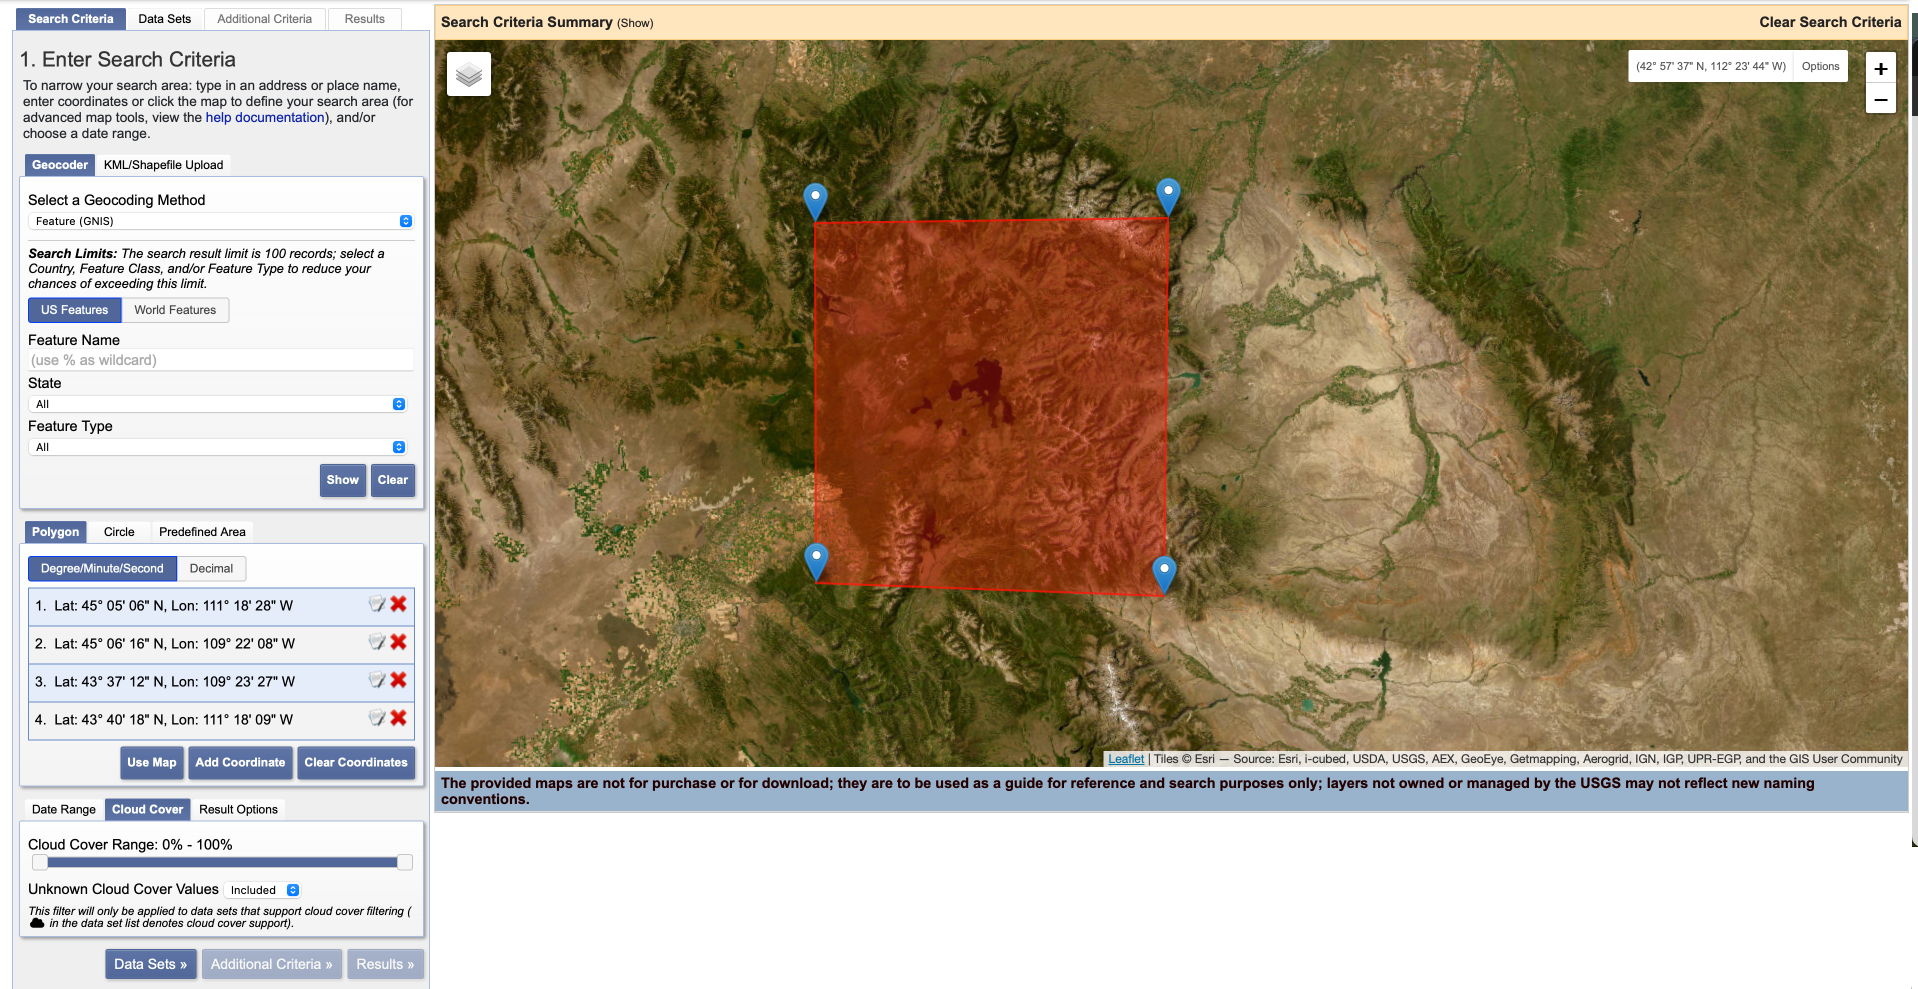 Search Criteria
Data Sets
Additional Criteria
Results
1. Enter Search Criteria
To narrow your search area: type in an address or place name,
enter coordinates or click the map to define your search area (for
advanced map tools, view the help documentation), and/or
choose a date range.
Geocoder
KML/Shapefile Upload
Select a Geocoding Method
Feature (GNIS)
Search Limits: The search result limit is 100 records; select a
Country, Feature Class, and/or Feature Type to reduce your
chances of exceeding this limit.
US Features
World Features
Feature Name
(use % as wildcard)
State
All
Feature Type
All
Show
Clear
Polygon
Circle
Predefined Area
Degree/Minute/Second
Decimal
1. Lat: 45° 05' 06" N, Lon: 111° 18' 28" W
2. Lat: 45° 06' 16" N, Lon: 109° 22' 08" W
3. Lat: 43° 37' 12" N, Lon: 109° 23' 27" W
4. Lat: 43° 40' 18" N, Lon: 111° 18' 09" W
Use Map
Add Coordinate
Clear Coordinates
Date Range
Cloud Cover
Result Options
Cloud Cover Range: 0% - 100%
Unknown Cloud Cover Values
Included
This filter will only be applied to data sets that support cloud cover filtering (
in the data set list denotes cloud cover support).
Data Sets »
Additional Criteria »
Results »
Search Criteria Summary (Show)
Clear Search Criteria
(42° 57' 37" N, 112° 23' 44" W)
Options
+
−
Leaflet | Tiles © Esri — Source: Esri, i-cubed, USDA, USGS, AEX, GeoEye, Getmapping, Aerogrid, IGN, IGP, UPR-EGP, and the GIS User Community
The provided maps are not for purchase or for download; they are to be used as a guide for reference and search purposes only; layers not owned or managed by the USGS may not reflect new naming
conventions.